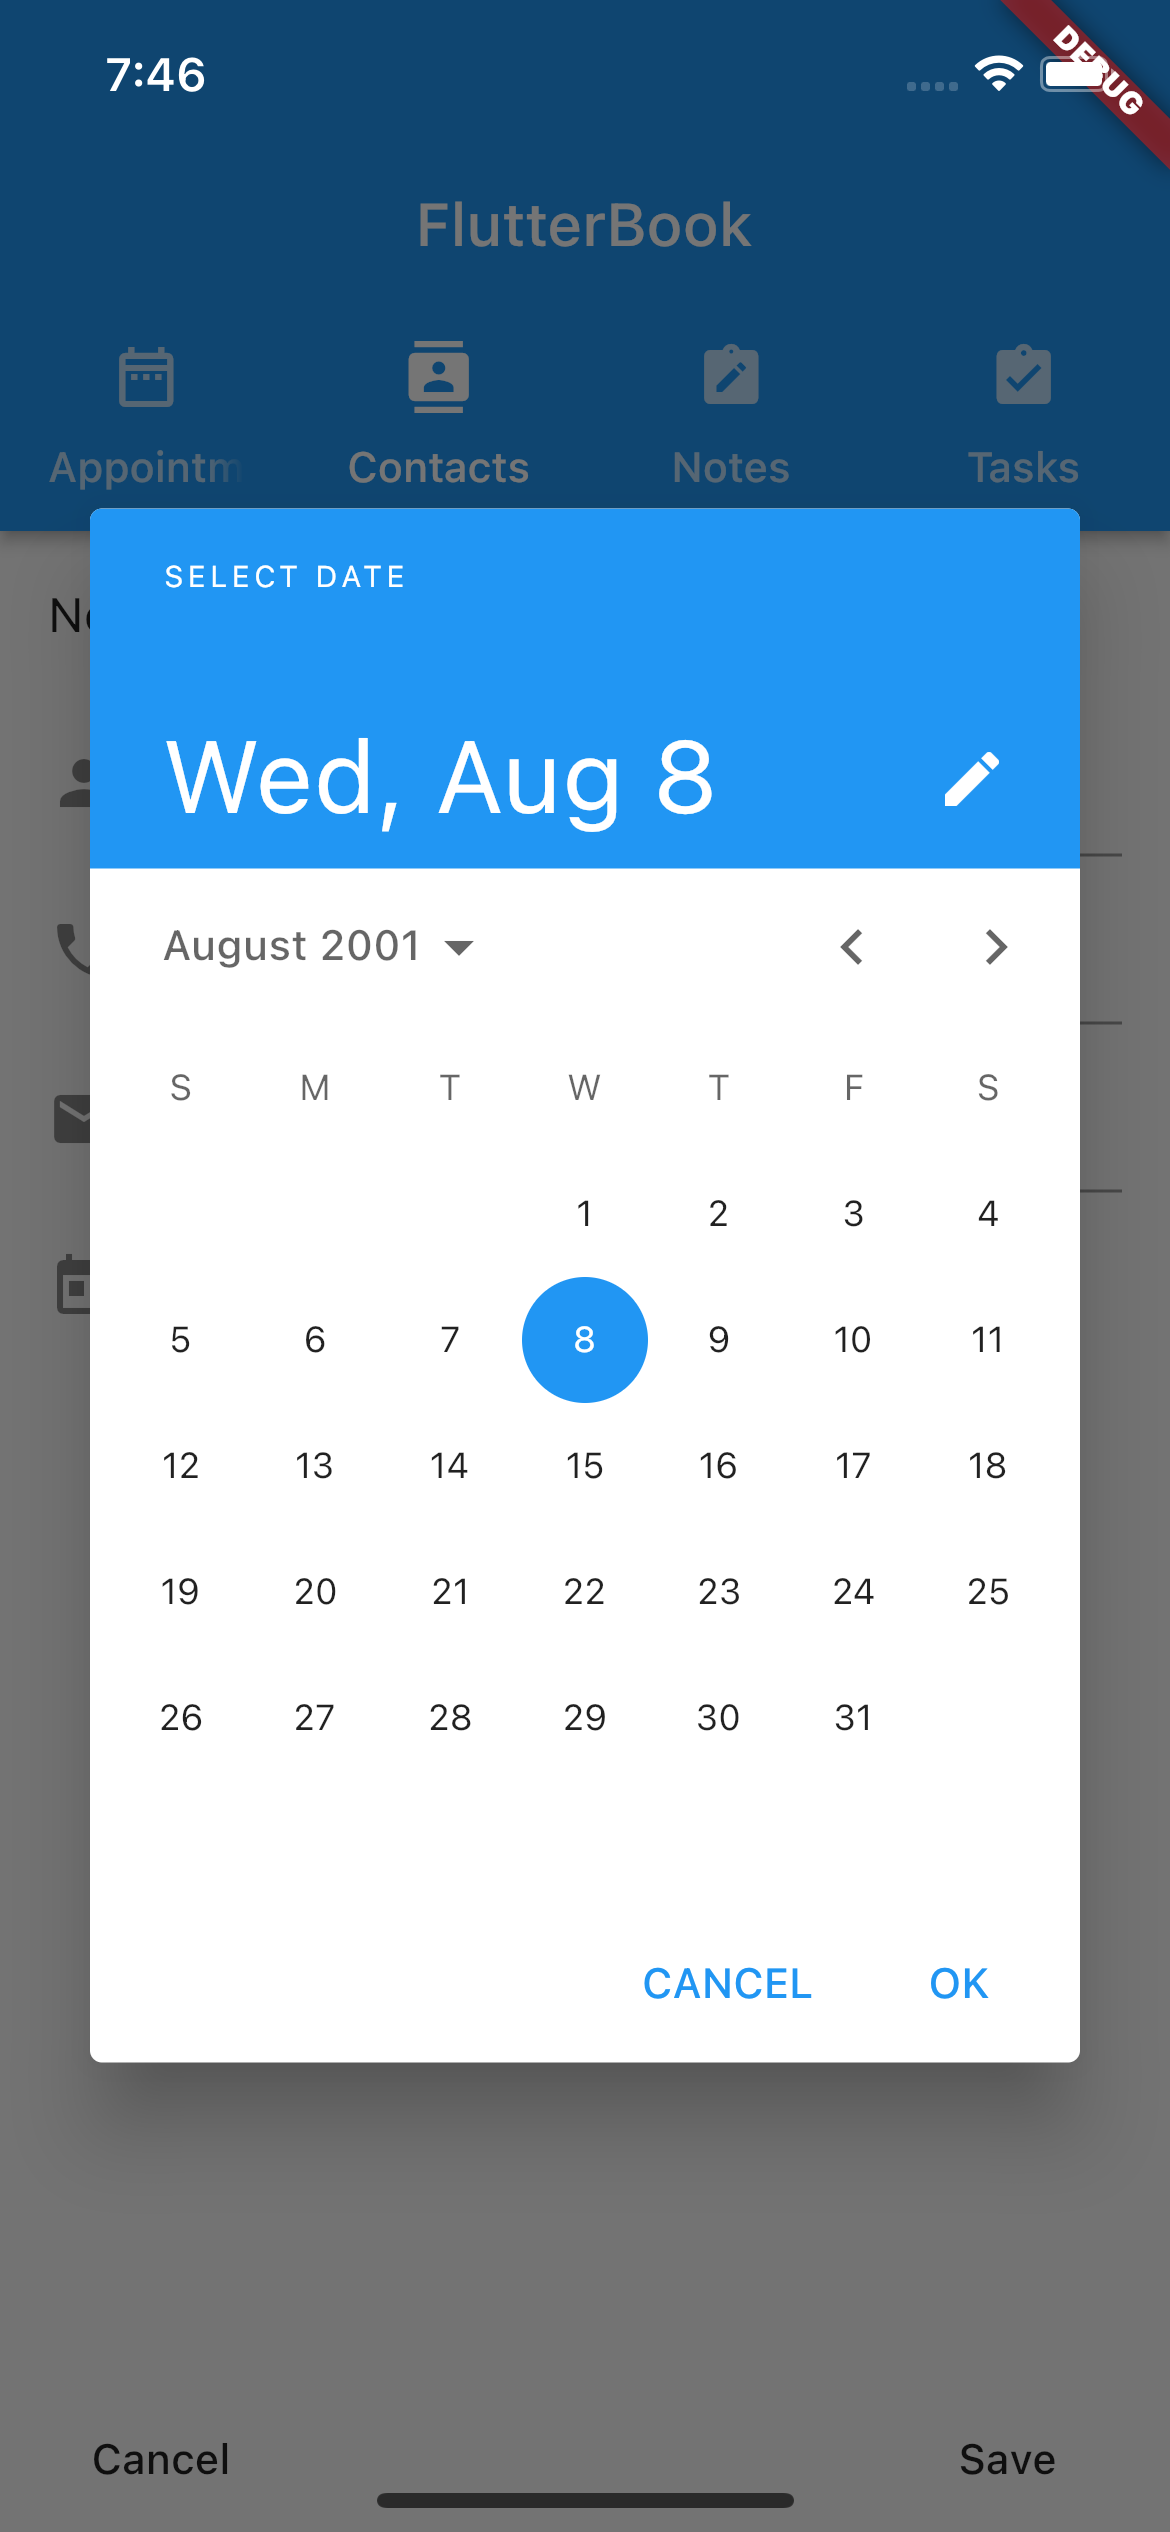 7:46
DEBUG
FlutterBook
Appointm
Contacts
Notes
Tasks
SELECT DATE
Wed, Aug 8
August 2001
S M T W T F S
1 2 3 4
5 6 7 8 9 10 11
12 13 14 15 16 17 18
19 20 21 22 23 24 25
26 27 28 29 30 31
CANCEL OK
Cancel Save